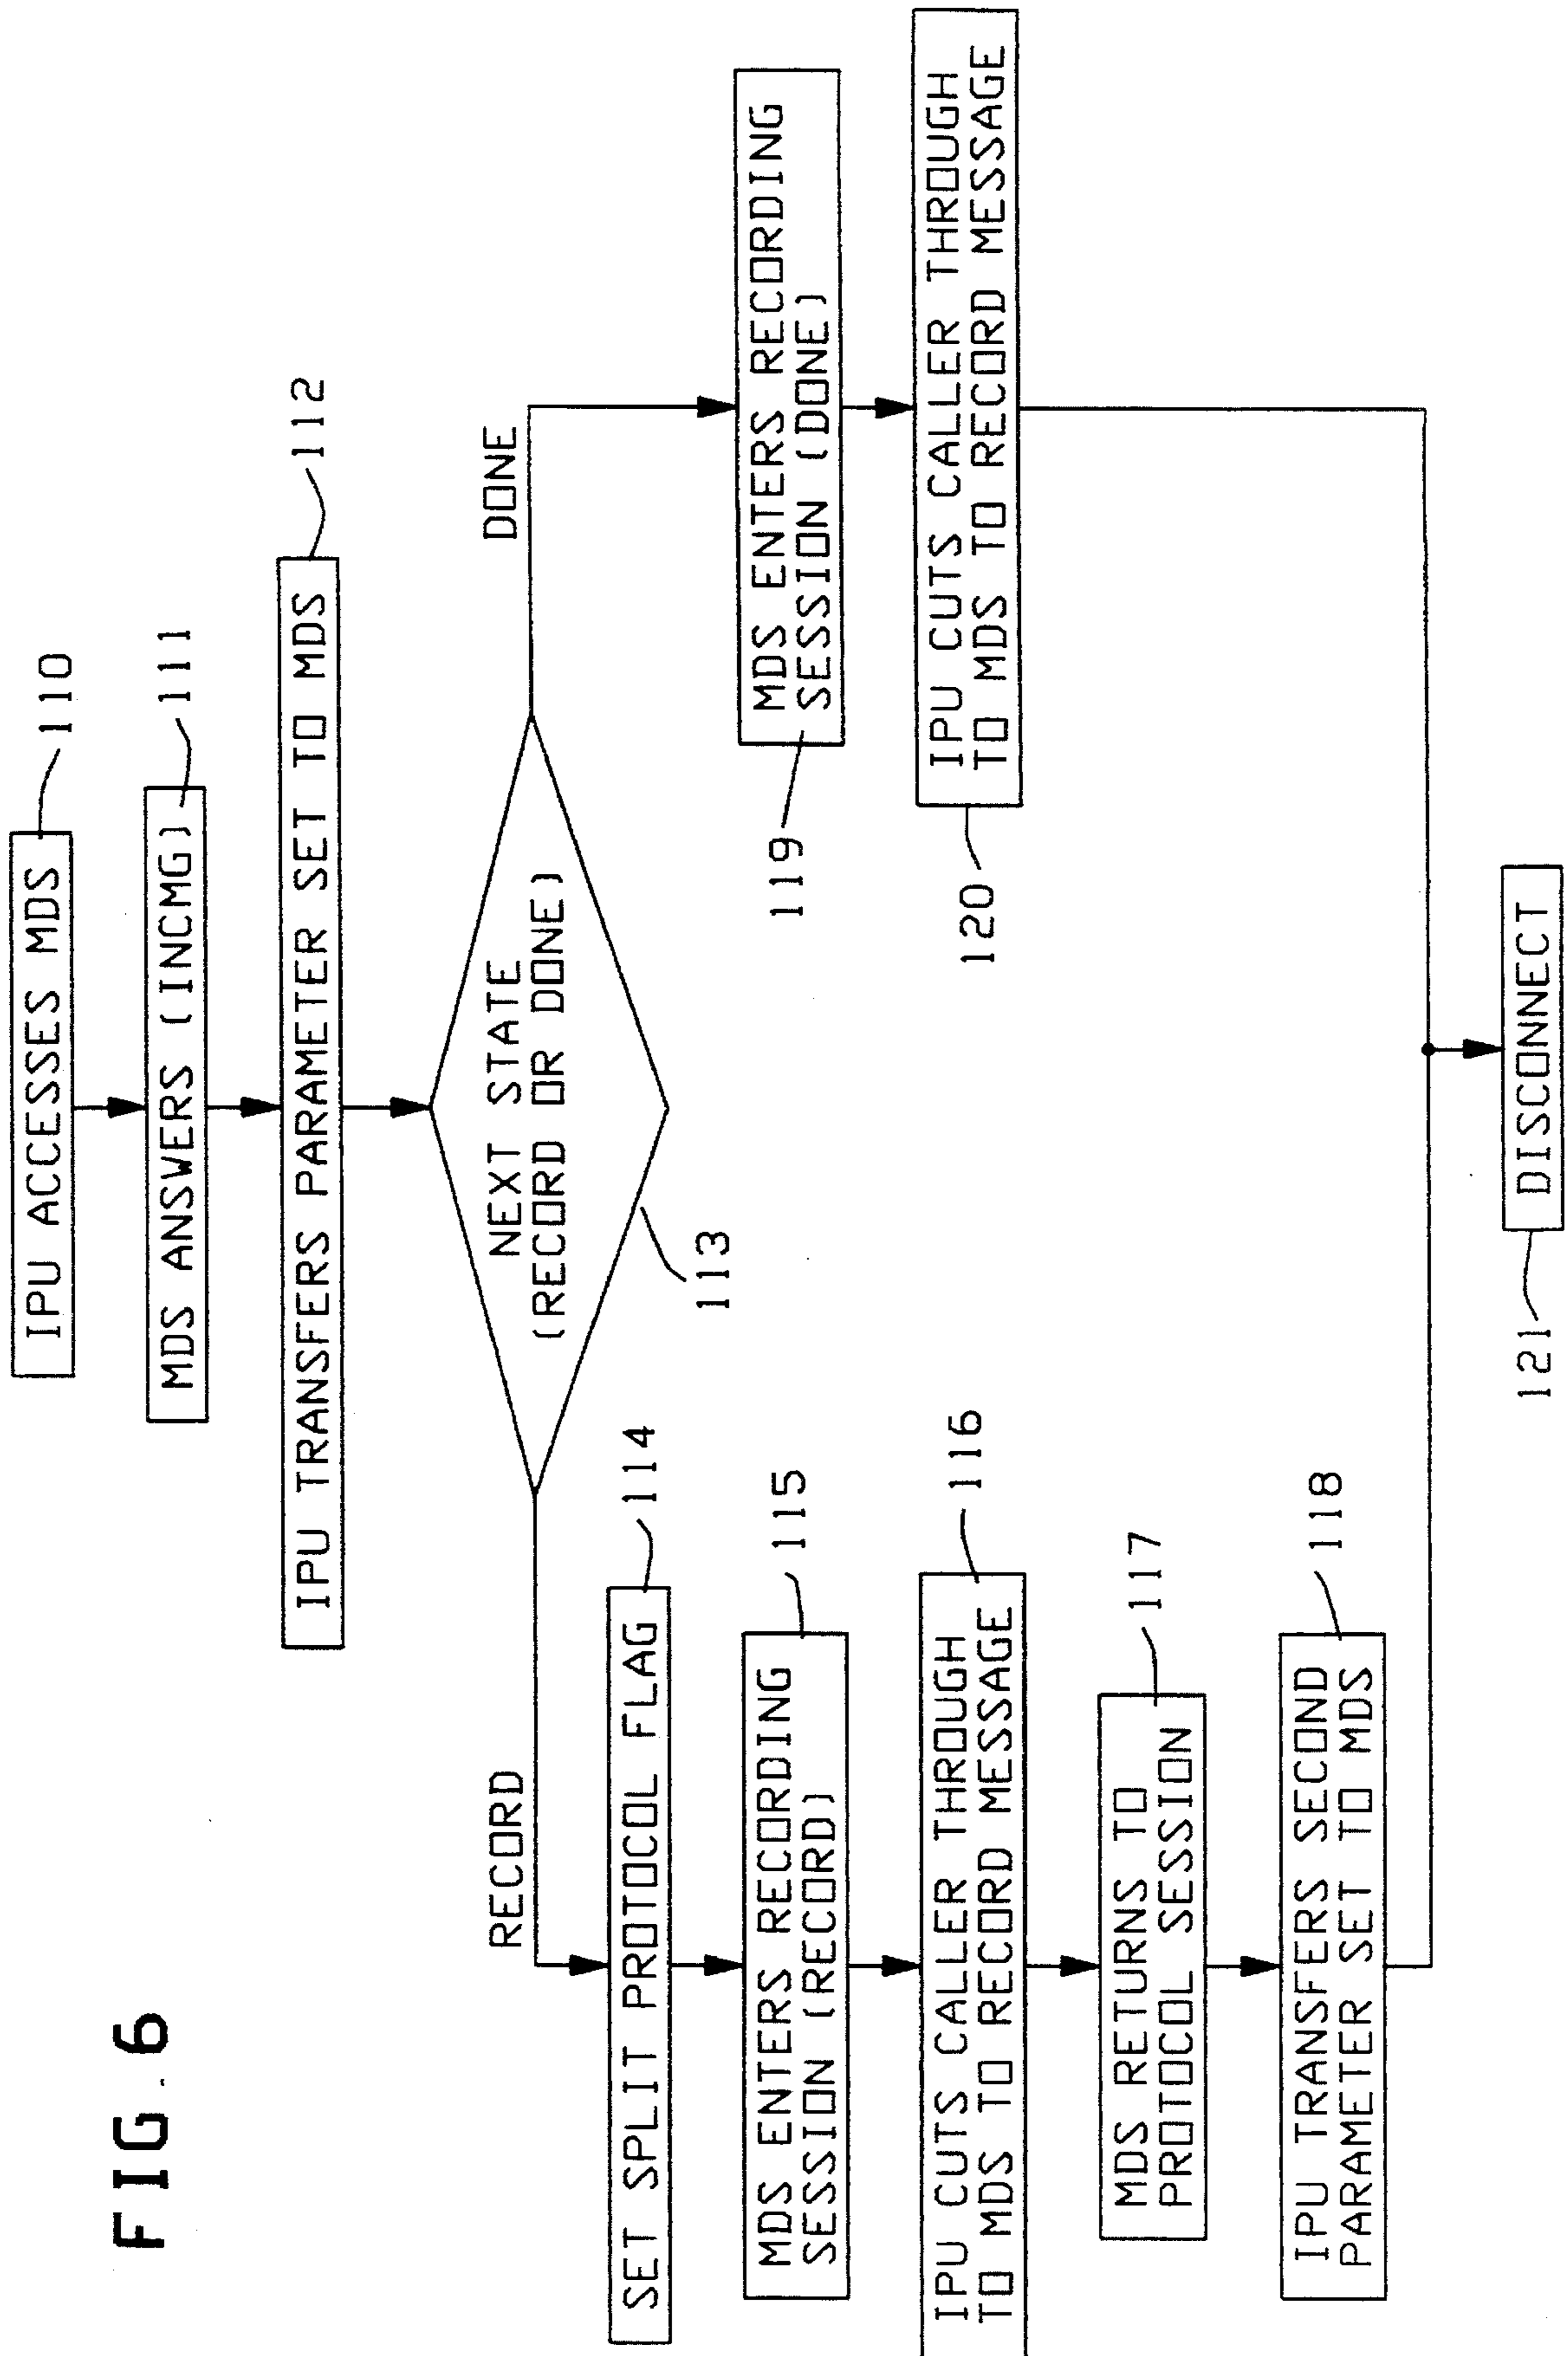 FIG.6
IPU ACCESSES MDS
110
MDS ANSWERS (INCMG)
111
IPU TRANSFERS PARAMETER SET TO MDS
112
NEXT STATE
(RECORD OR DONE)
113
RECORD
DONE
SET SPLIT PROTOCOL FLAG
114
MDS ENTERS RECORDING
SESSION (RECORD)
115
IPU CUTS CALLER THROUGH
TO MDS TO RECORD MESSAGE
116
MDS RETURNS TO
PROTOCOL SESSION
117
IPU TRANSFERS SECOND
PARAMETER SET TO MDS
118
MDS ENTERS RECORDING
SESSION (DONE)
119
IPU CUTS CALLER THROUGH
TO MDS TO RECORD MESSAGE
120
DISCONNECT
121